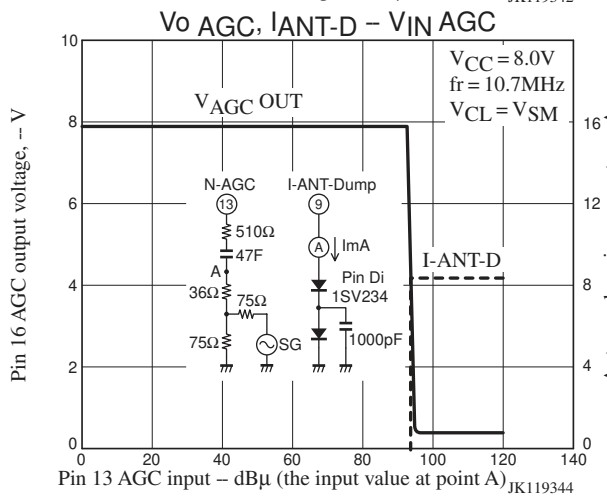 JK119342
Vo AGC, IANT-D -- VIN AGC
VCC = 8.0V
fr = 10.7MHz
VCL = VSM
VAGC OUT
N-AGC
I-ANT-Dump
13
9
510Ω
47F
A
36Ω
75Ω
75Ω
SG
A
ImA
Pin Di
1SV234
1000pF
I-ANT-D
Pin 16 AGC output voltage, -- V
10
8
6
4
2
0
16
12
8
4
0
0
20
40
60
80
100
120
140
Pin 13 AGC input -- dBμ (the input value at point A)
JK119344